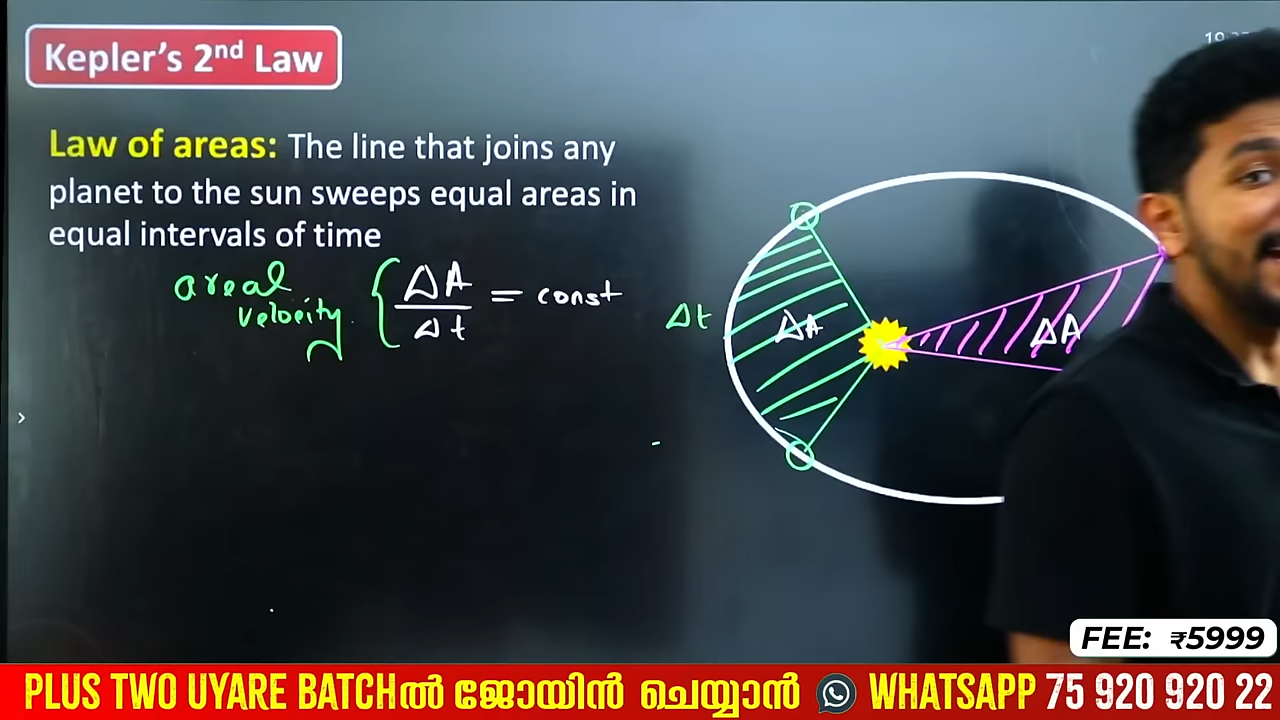 Kepler's 2nd Law
Law of areas: The line that joins any
planet to the sun sweeps equal areas in
equal intervals of time
areal
velocity
ΔA
Δt
= const
Δt
ΔA
ΔA
FEE: ₹5999
PLUS TWO UYARE BATCHൽ ജോയിൻ ചെയ്യാൻ WHATSAPP 75 920 920 22